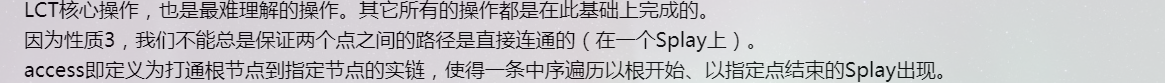 LCT核心操作，也是最难理解的操作。其它所有的操作都是在此基础上完成的。
因为性质3，我们不能总是保证两个点之间的路径是直接连通的（在一个Splay上）。
access即定义为打通根节点到指定节点的实链，使得一条中序遍历以根开始、以指定点结束的Splay出现。